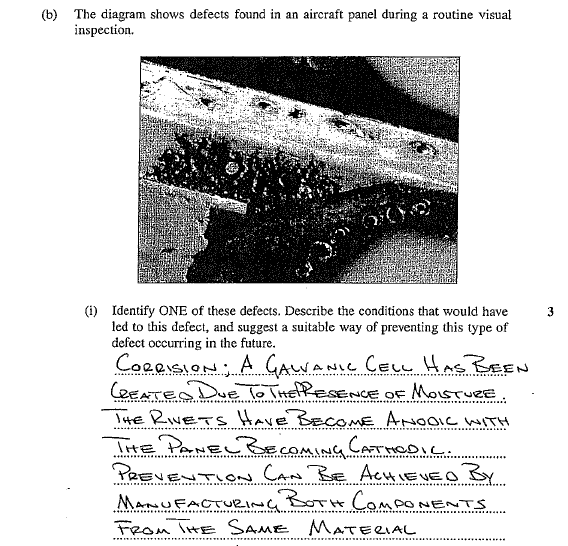 (b) The diagram shows defects found in an aircraft panel during a routine visual
inspection.
(i) Identify ONE of these defects. Describe the conditions that would have 3
led to this defect, and suggest a suitable way of preventing this type of
defect occurring in the future.
CORRISION; A GALVANIC CELL HAS BEEN
CREATED DUE TO THE PRESENCE OF MOISTURE.
THE RIVETS HAVE BECOME ANODIC WITH
THE PANEL BECOMING CATHODIC.
PREVENTION CAN BE ACHIEVED BY
MANUFACTURING BOTH COMPONENTS
FROM THE SAME MATERIAL